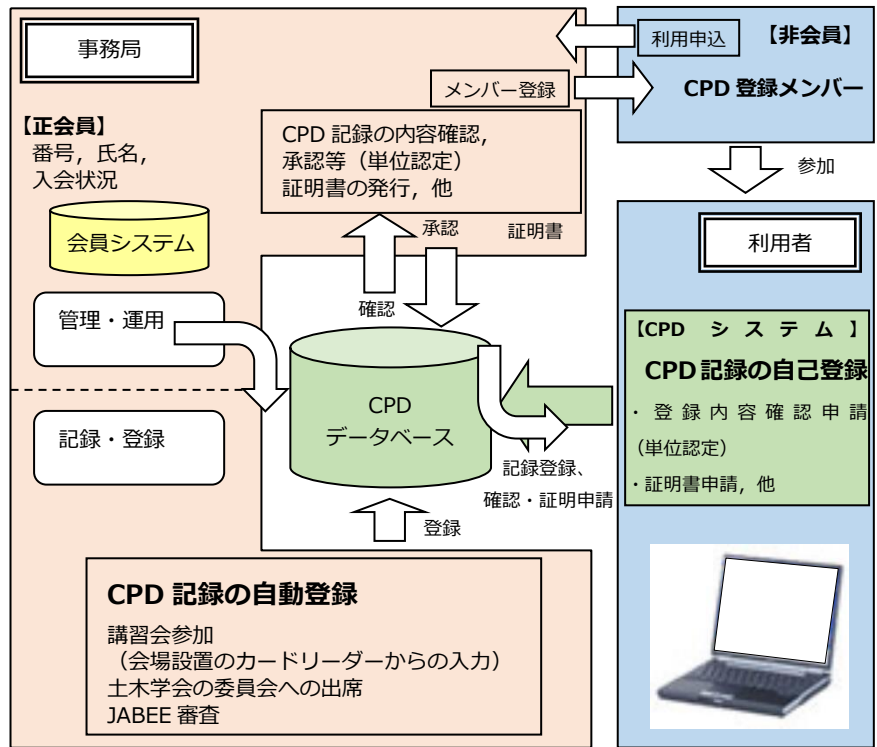 事務局
【正会員】
番号，氏名，
入会状況
会員システム
管理・運用
記録・登録
利用申込
メンバー登録
【非会員】
CPD 登録メンバー
参加
CPD 記録の内容確認，
承認等（単位認定）
証明書の発行，他
承認
証明書
確認
CPD
データベース
記録登録、
確認・証明申請
登録
利用者
【CPD システム】
CPD 記録の自己登録
・登録内容確認申請
（単位認定）
・証明書申請，他
CPD 記録の自動登録
講習会参加
（会場設置のカードリーダーからの入力）
土木学会の委員会への出席
JABEE 審査